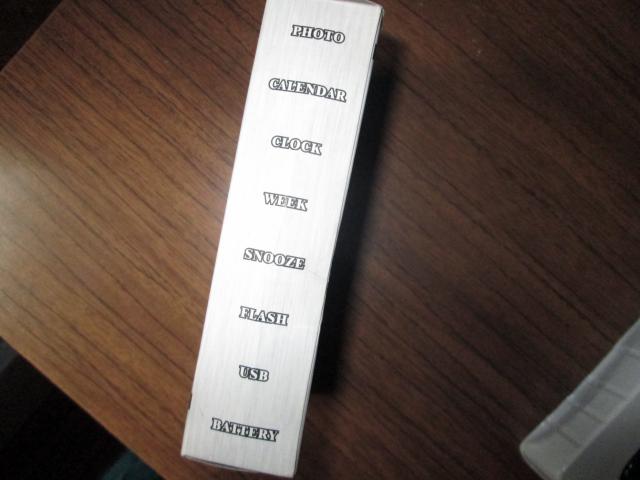 PHOTO
CALENDAR
CLOCK
WEEK
SNOOZE
FLASH
USB
BATTERY